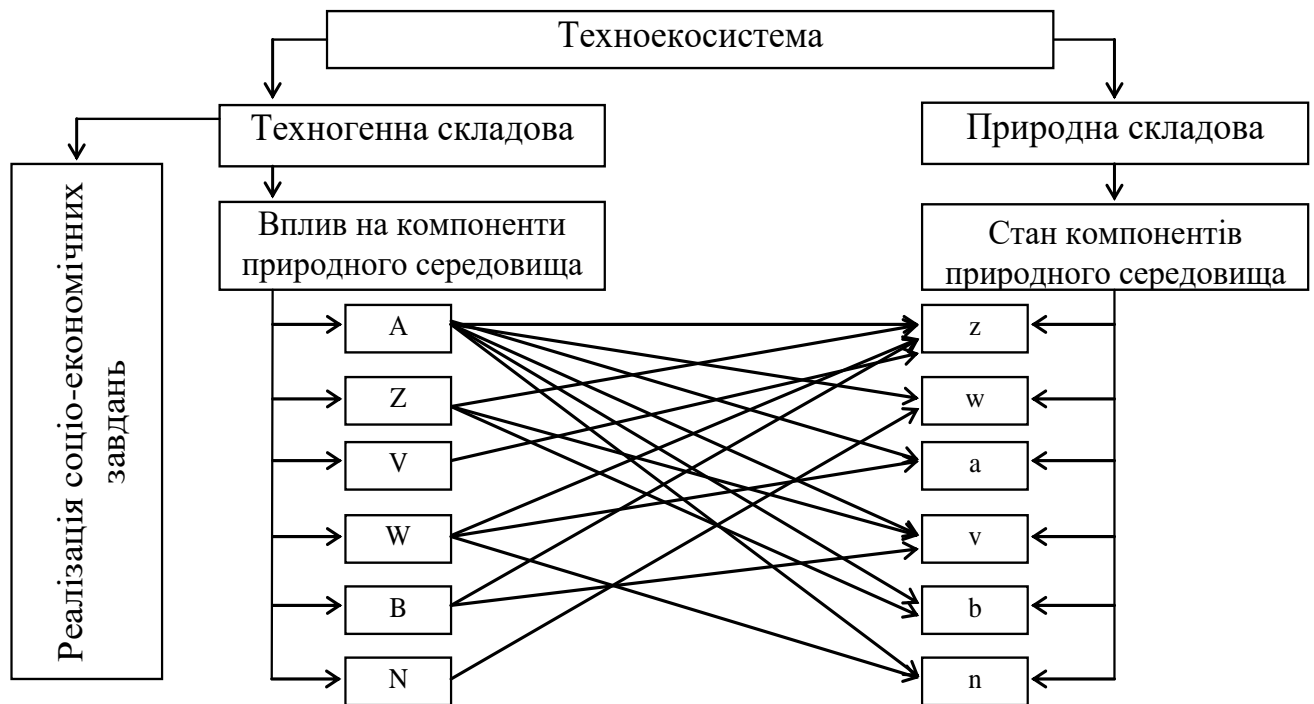 Техноекосистема
Техногенна складова
Природна складова
Реалізація соціо-економічних
завдань
Вплив на компоненти
природного середовища
Стан компонентів
природного середовища
A
z
Z
w
V
a
W
v
B
b
N
n